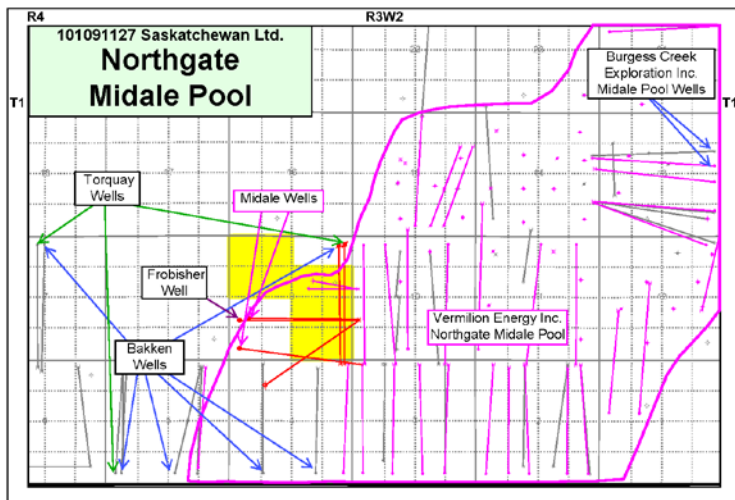 R4
R3W2
101091127 Saskatchewan Ltd.
Northgate
Midale Pool
Burgess Creek
Exploration Inc.
Midale Pool Wells
T1
T1
Torquay
Wells
Midale Wells
Frobisher
Well
Vermilion Energy Inc.
Northgate Midale Pool
Bakken
Wells